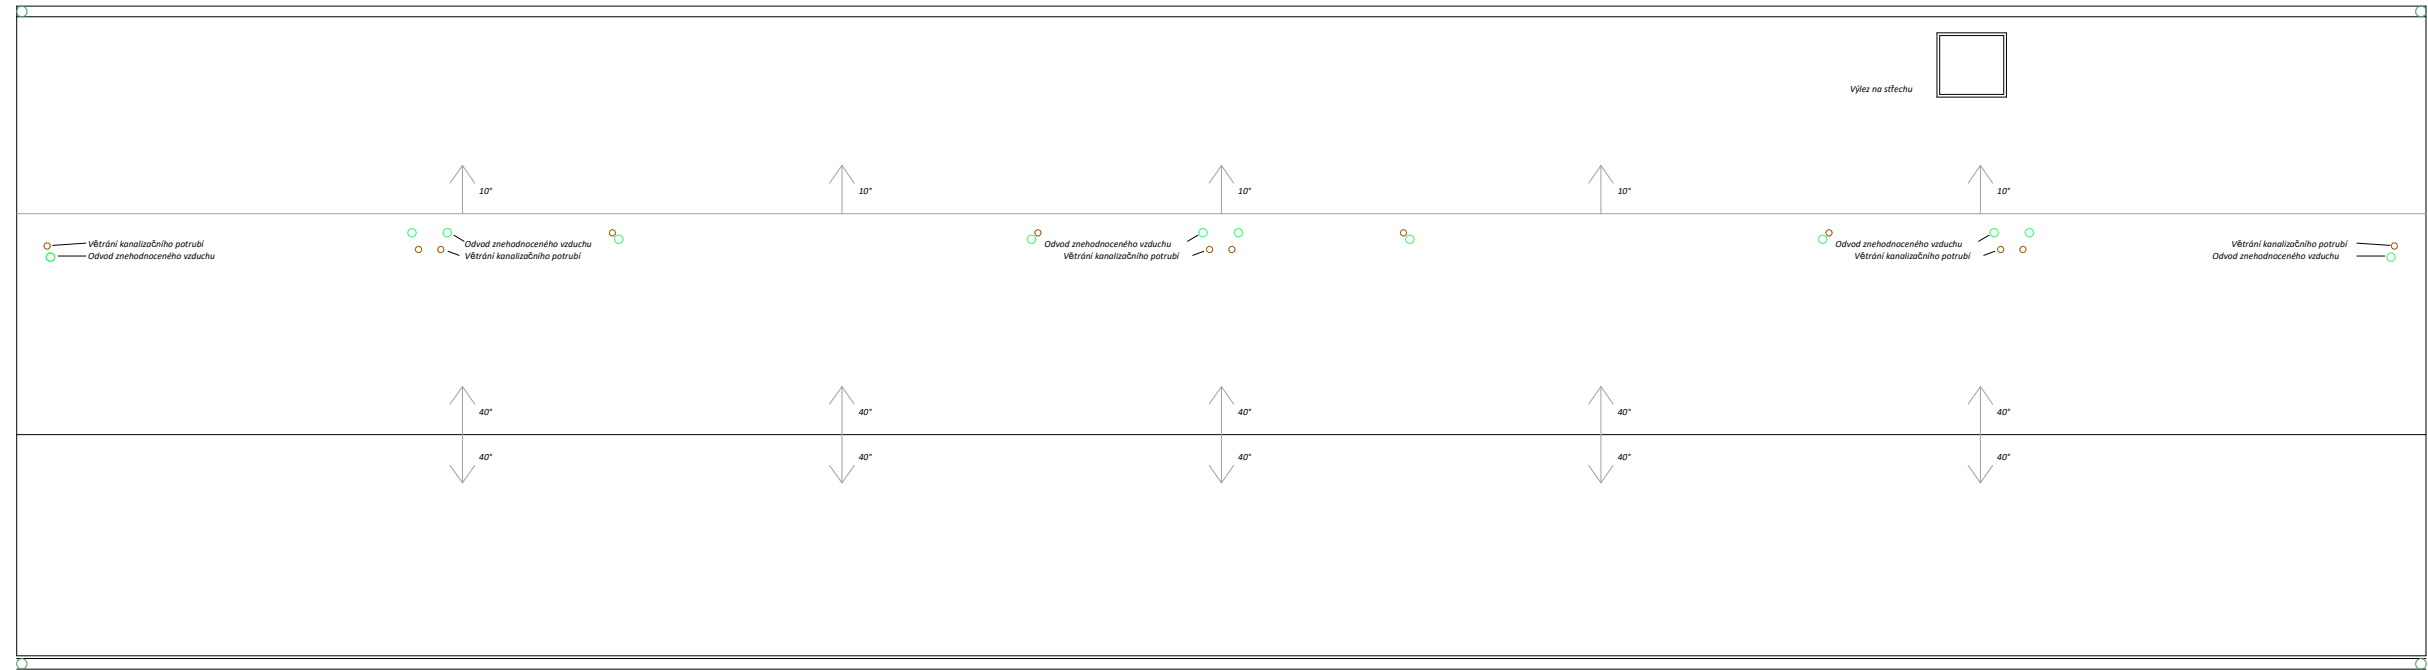 Výlez na střechu
10° 10° 10° 10° 10°
Větrání kanalizačního potrubí
Odvod znehodnoceného vzduchu
Odvod znehodnoceného vzduchu
Větrání kanalizačního potrubí
Odvod znehodnoceného vzduchu
Větrání kanalizačního potrubí
Odvod znehodnoceného vzduchu
Větrání kanalizačního potrubí
Větrání kanalizačního potrubí
Odvod znehodnoceného vzduchu
40° 40° 40° 40° 40°
40° 40° 40° 40° 40°